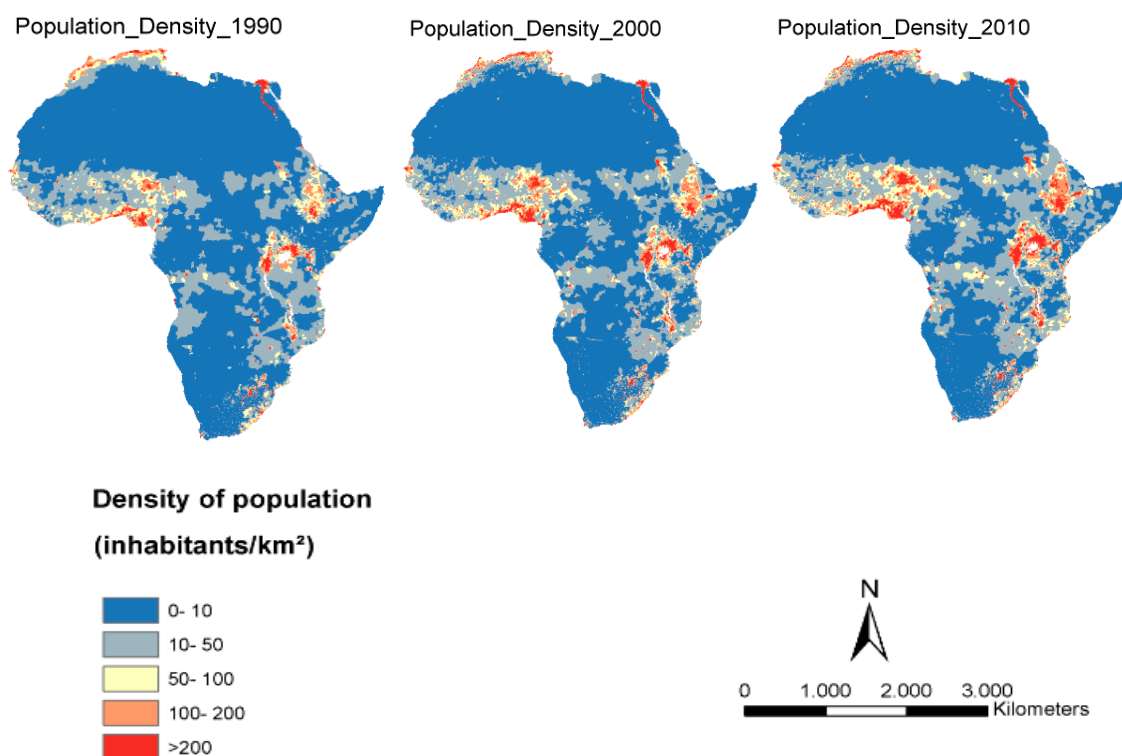 Population_Density_1990
Population_Density_2000
Population_Density_2010
Density of population
(inhabitants/km²)
0- 10
10- 50
50- 100
100- 200
>200
N
0 1.000 2.000 3.000
Kilometers